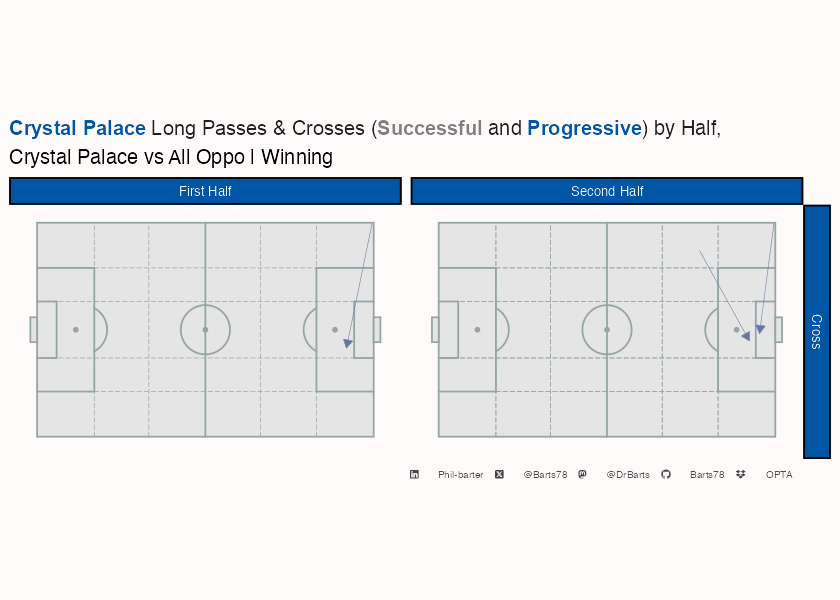 Crystal Palace Long Passes & Crosses (Successful and Progressive) by Half,
Crystal Palace vs All Oppo | Winning
First Half
Second Half
Cross
Phil-barter @Barts78 @DrBarts Barts78 OPTA